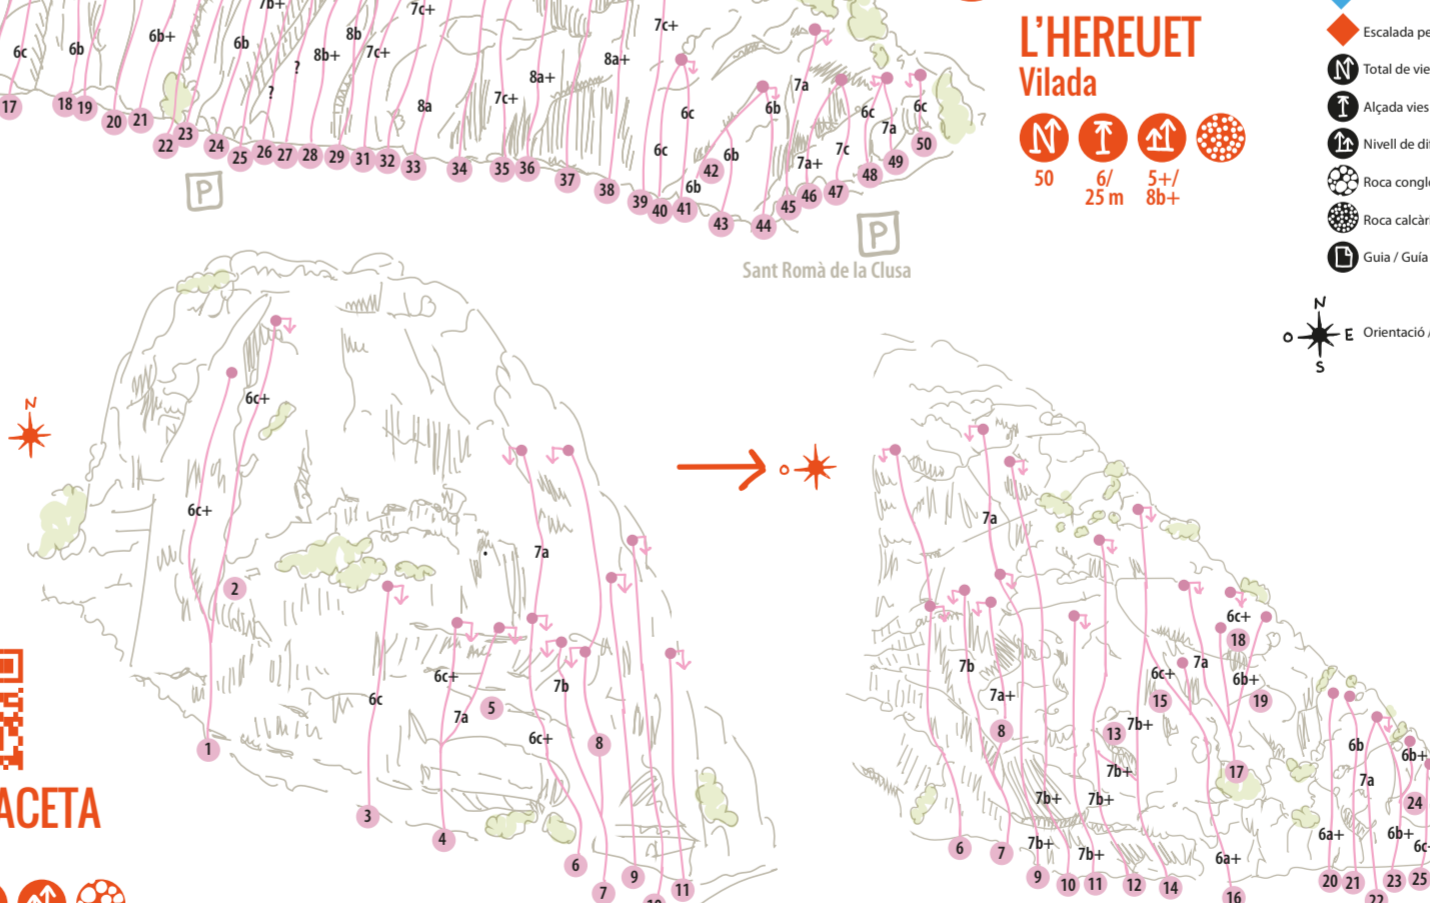 7b+
7c+
6c
6b
6b+
6b
?
?
8b+
8b
7c+
8a
7c+
8a+
8a+
7c+
6c
6c
6b
6b
6b
7a
7a+
7c
6c
7a
6c
17
18
19
20
21
22
23
24
25
26
27
28
29
31
32
33
34
35
36
37
38
39
40
41
42
43
44
45
46
47
48
49
50
P
P
Sant Romà de la Clusa
L'HEREUET
Vilada
N
50
6/
25 m
5+/
8b+
Escalada pe
N
Total de vie
Alçada vies
Nivell de dif
Roca conglo
Roca calcàri
Guia / Guía
N
O
E
S
Orientació /
N
6c+
6c+
2
1
6c
3
6c+
7a
5
4
7a
6c+
7b
8
6
7
9
10
11
O
7a
7b
7a+
8
6
7
7b+
7b+
7b+
7b+
7b+
7b+
13
9
10
11
12
14
6c+
15
7a
6c+
18
6b+
19
17
6a+
16
6b
7a
6a+
6b+
24
6b+
6c+
20
21
22
23
25
ACETA